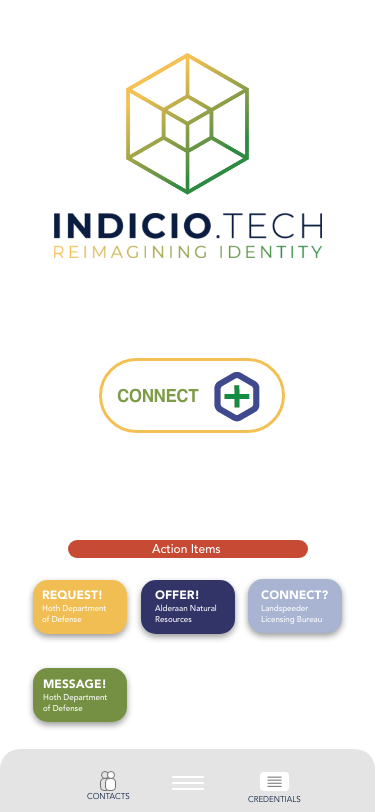 INDICIO.TECH
REIMAGINING IDENTITY
CONNECT
Action Items
REQUEST!
Hoth Department
of Defense
OFFER!
Alderaan Natural
Resources
CONNECT?
Landspeeder
Licensing Bureau
MESSAGE!
Hoth Department
of Defense
CONTACTS
CREDENTIALS